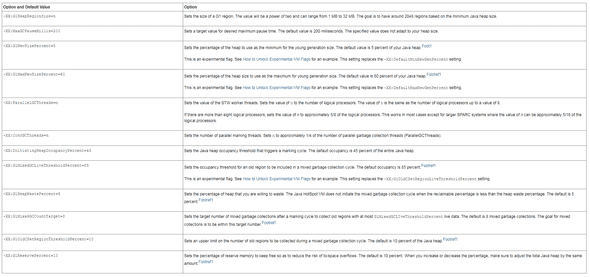 Option and Default Value
Option
-XX:G1HeapRegionSize=n
Sets the size of a G1 region. The value will be a power of two and can range from 1 MB to 32 MB. The goal is to have around 2048 regions based on the minimum Java heap size.
-XX:MaxGCPauseMillis=200
Sets a target value for desired maximum pause time. The default value is 200 milliseconds. The specified value does not adapt to your heap size.
-XX:G1NewSizePercent=5
Sets the percentage of the heap to use as the minimum for the young generation size. The default value is 5 percent of your Java heap.Foot1
This is an experimental flag. See How to Unlock Experimental VM Flags for an example. This setting replaces the -XX:DefaultMinNewGenPercent setting.
-XX:G1MaxNewSizePercent=60
Sets the percentage of the heap size to use as the maximum for young generation size. The default value is 60 percent of your Java heap.Footref1
This is an experimental flag. See How to Unlock Experimental VM Flags for an example. This setting replaces the -XX:DefaultMaxNewGenPercent setting.
-XX:ParallelGCThreads=n
Sets the value of the STW worker threads. Sets the value of n to the number of logical processors. The value of n is the same as the number of logical processors up to a value of 8.
If there are more than eight logical processors, sets the value of n to approximately 5/8 of the logical processors. This works in most cases except for larger SPARC systems where the value of n can be approximately 5/16 of the
logical processors.
-XX:ConcGCThreads=n
Sets the number of parallel marking threads. Sets n to approximately 1/4 of the number of parallel garbage collection threads (ParallelGCThreads).
-XX:InitiatingHeapOccupancyPercent=45
Sets the Java heap occupancy threshold that triggers a marking cycle. The default occupancy is 45 percent of the entire Java heap.
-XX:G1MixedGCLiveThresholdPercent=65
Sets the occupancy threshold for an old region to be included in a mixed garbage collection cycle. The default occupancy is 65 percent.Footref1
This is an experimental flag. See How to Unlock Experimental VM Flags for an example. This setting replaces the -XX:G1OldCSetRegionLiveThresholdPercent setting.
-XX:G1HeapWastePercent=5
Sets the percentage of heap that you are willing to waste. The Java HotSpot VM does not initiate the mixed garbage collection cycle when the reclaimable percentage is less than the heap waste percentage. The default is 5
percent.Footref1
-XX:G1MixedGCCountTarget=8
Sets the target number of mixed garbage collections after a marking cycle to collect old regions with at most G1MixedGCLiveThresholdPercent live data. The default is 8 mixed garbage collections. The goal for mixed
collections is to be within this target number.Footref1
-XX:G1OldCSetRegionThresholdPercent=10
Sets an upper limit on the number of old regions to be collected during a mixed garbage collection cycle. The default is 10 percent of the Java heap.Footref1
-XX:G1ReservePercent=10
Sets the percentage of reserve memory to keep free so as to reduce the risk of to-space overflows. The default is 10 percent. When you increase or decrease the percentage, make sure to adjust the total Java heap by the same
amount.Footref1